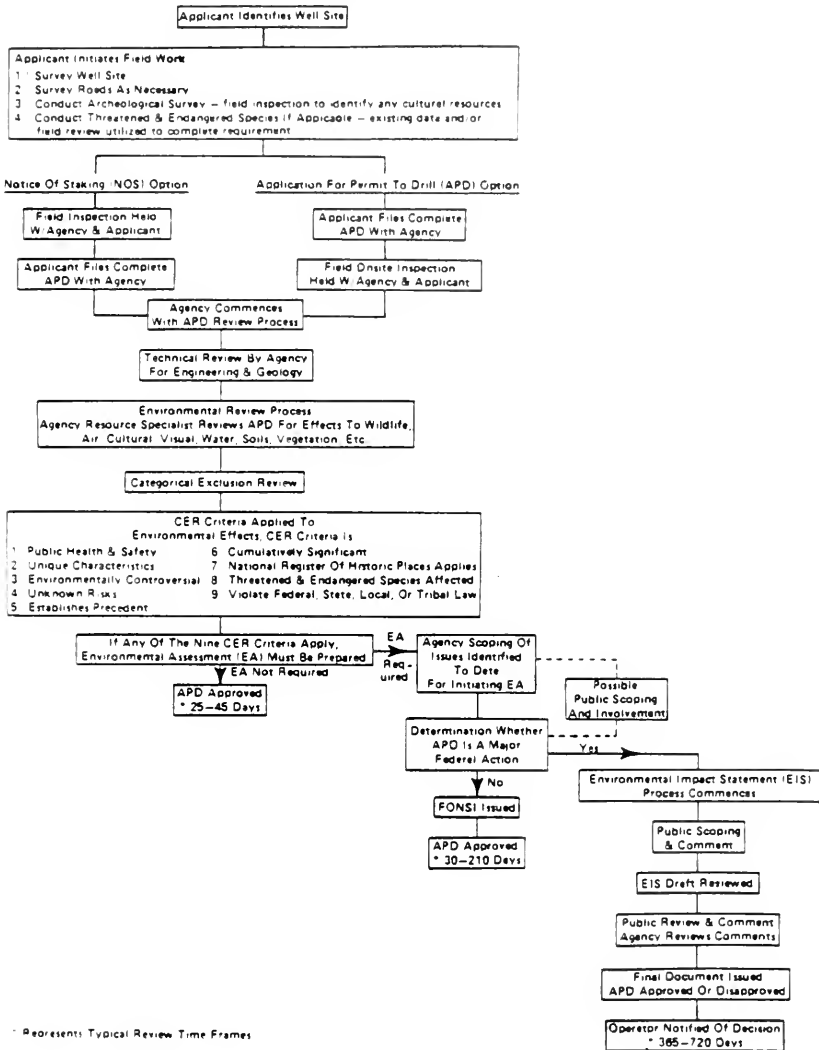 Applicant Identifies Well Site
Applicant Initiates Field Work
1 Survey Well Site
2 Survey Roads As Necessary
3 Conduct Archeological Survey – field inspection to identify any cultural resources
4 Conduct Threatened & Endangered Species If Applicable – existing data and/or
field review utilized to complete requirement
Notice Of Staking (NOS) Option
Application For Permit To Drill (APD) Option
Field Inspection Held
W/Agency & Applicant
Applicant Files Complete
APD With Agency
Applicant Files Complete
APD With Agency
Field Onsite Inspection
Held W/Agency & Applicant
Agency Commences
With APD Review Process
Technical Review By Agency
For Engineering & Geology
Environmental Review Process
Agency Resource Specialist Reviews APD For Effects To Wildlife,
Air, Cultural, Visual, Water, Soils, Vegetation, Etc.
Categorical Exclusion Review
CER Criteria Applied To
Environmental Effects, CER Criteria Is
1 Public Health & Safety
2 Unique Characteristics
3 Environmentally Controversial
4 Unknown Risks
5 Establishes Precedent
6 Cumulatively Significant
7 National Register Of Historic Places Applies
8 Threatened & Endangered Species Affected
9 Violate Federal, State, Local, Or Tribal Law
If Any Of The Nine CER Criteria Apply,
Environmental Assessment (EA) Must Be Prepared
EA
Req-
uired
EA Not Required
APD Approved
* 25–45 Days
Agency Scoping Of
Issues Identified
To Date
For Initiating EA
Possible
Public Scoping
And Involvement
Determination Whether
APD Is A Major
Federal Action
Yes
No
FONSI Issued
APD Approved
* 30–210 Days
Environmental Impact Statement (EIS)
Process Commences
Public Scoping
& Comment
EIS Draft Reviewed
Public Review & Comment
Agency Reviews Comments
Final Document Issued
APD Approved Or Disapproved
Operator Notified Of Decision
* 365–720 Days
* Represents Typical Review Time Frames